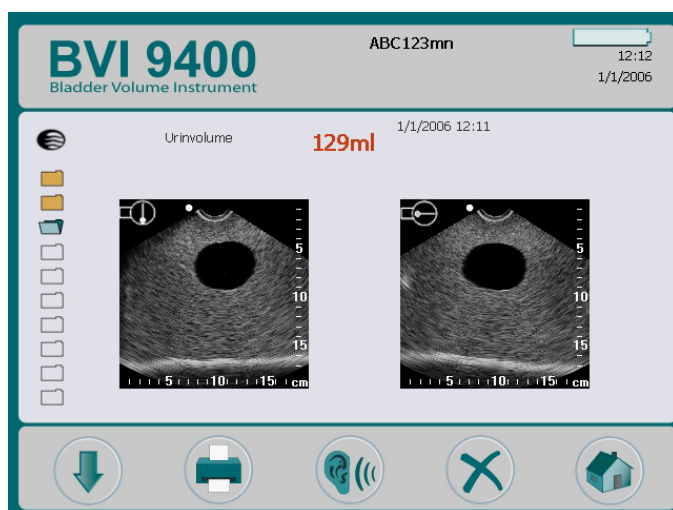 BVI 9400
Bladder Volume Instrument
ABC123mn
12:12
1/1/2006
Urinvolume
129ml
1/1/2006 12:11
5
10
15
5 10 15 cm
5
10
15
5 10 15 cm